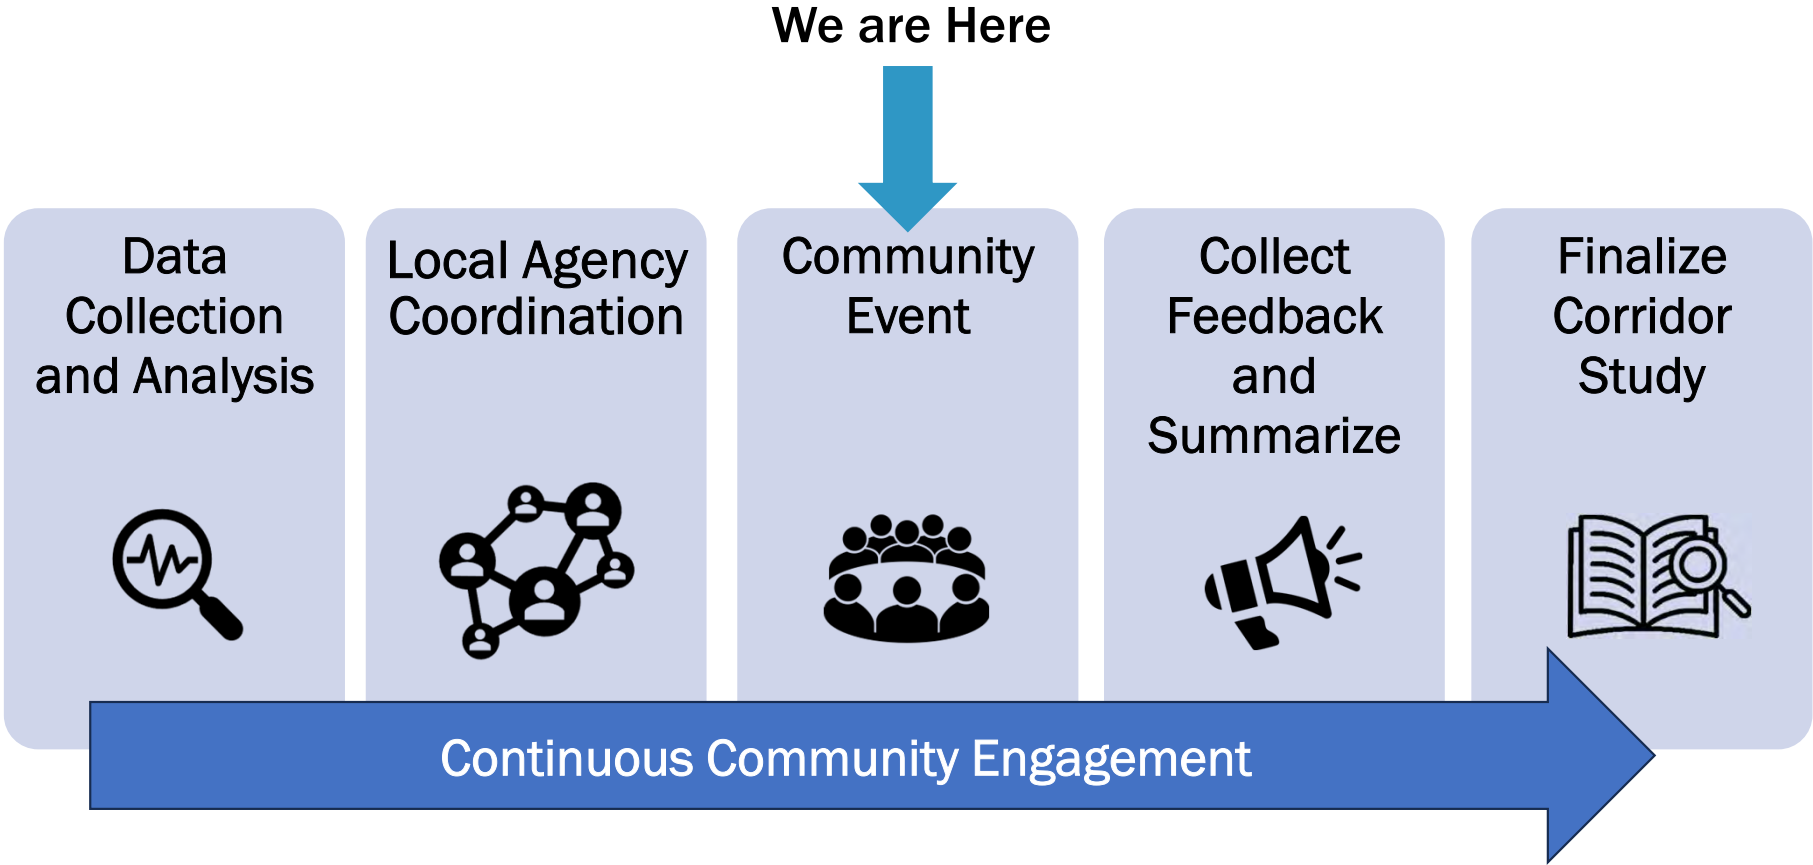 We are Here
Data
Collection
and Analysis
Local Agency
Coordination
Community
Event
Collect
Feedback
and
Summarize
Finalize
Corridor
Study
Continuous Community Engagement